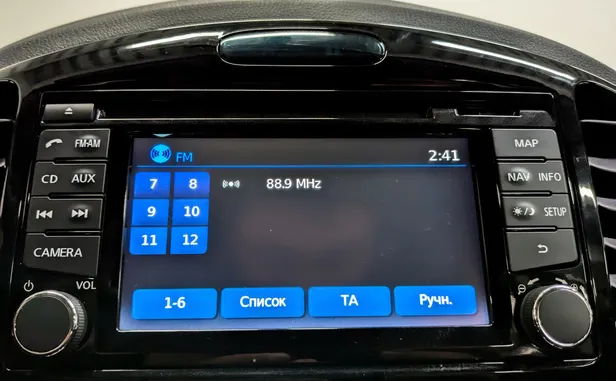 FM-AM
CD AUX
CAMERA
VOL
FM 2:41
7 8 88.9 MHz
9 10
11 12
1-6 Список TA Ручн.
MAP
NAV INFO
SETUP